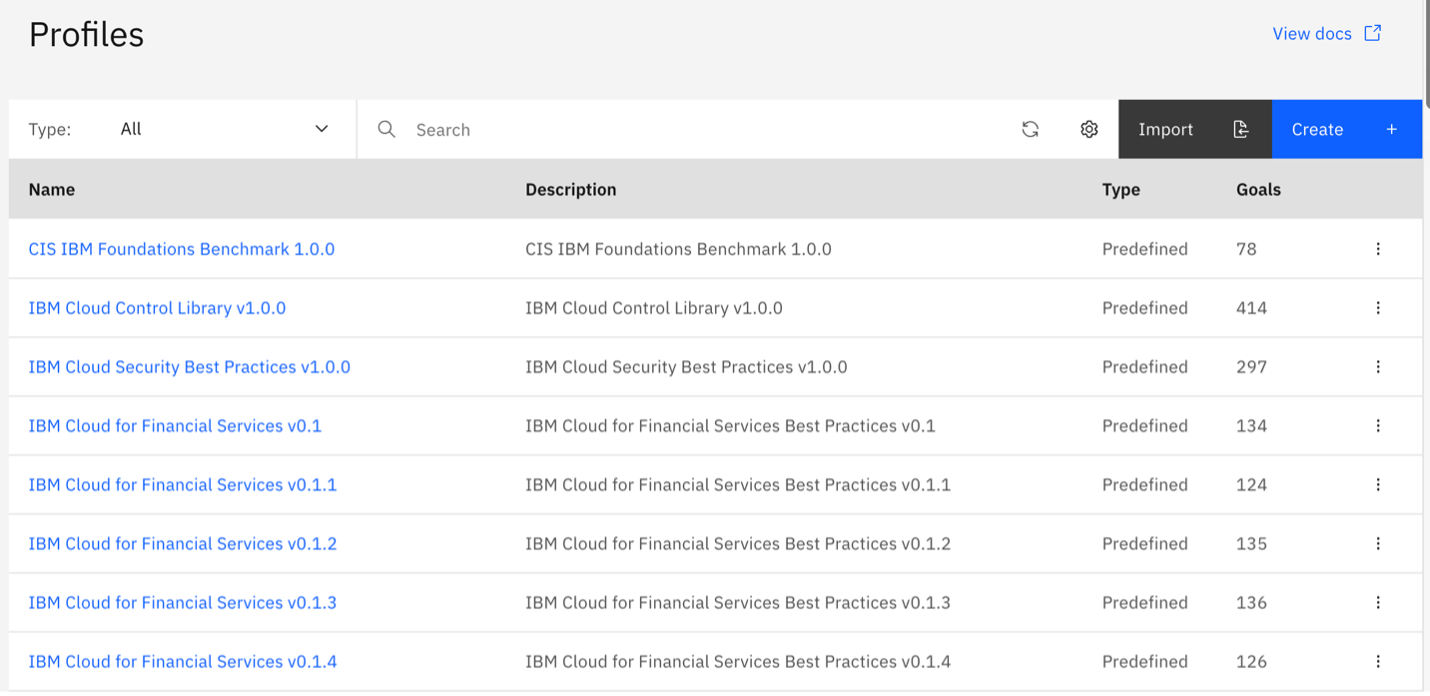 Profiles
View docs
Type: All Search Import Create +
Name Description Type Goals
CIS IBM Foundations Benchmark 1.0.0 CIS IBM Foundations Benchmark 1.0.0 Predefined 78
IBM Cloud Control Library v1.0.0 IBM Cloud Control Library v1.0.0 Predefined 414
IBM Cloud Security Best Practices v1.0.0 IBM Cloud Security Best Practices v1.0.0 Predefined 297
IBM Cloud for Financial Services v0.1 IBM Cloud for Financial Services Best Practices v0.1 Predefined 134
IBM Cloud for Financial Services v0.1.1 IBM Cloud for Financial Services Best Practices v0.1.1 Predefined 124
IBM Cloud for Financial Services v0.1.2 IBM Cloud for Financial Services Best Practices v0.1.2 Predefined 135
IBM Cloud for Financial Services v0.1.3 IBM Cloud for Financial Services Best Practices v0.1.3 Predefined 136
IBM Cloud for Financial Services v0.1.4 IBM Cloud for Financial Services Best Practices v0.1.4 Predefined 126